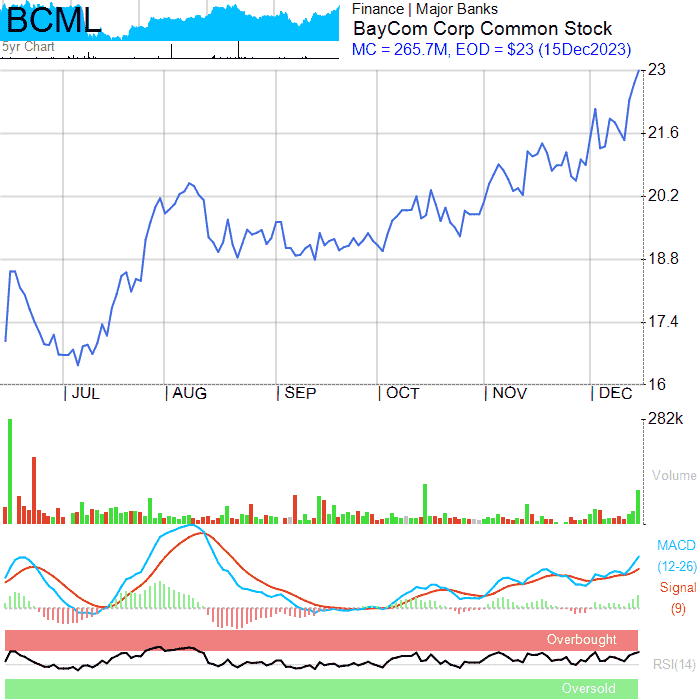 BCML
5yr Chart
Finance | Major Banks
BayCom Corp Common Stock
MC = 265.7M, EOD = $23 (15Dec2023)
23
21.6
20.2
18.8
17.4
16
| JUL | AUG | SEP | OCT | NOV | DEC
282k
Volume
MACD
(12-26)
Signal
(9)
Overbought
RSI(14)
Oversold